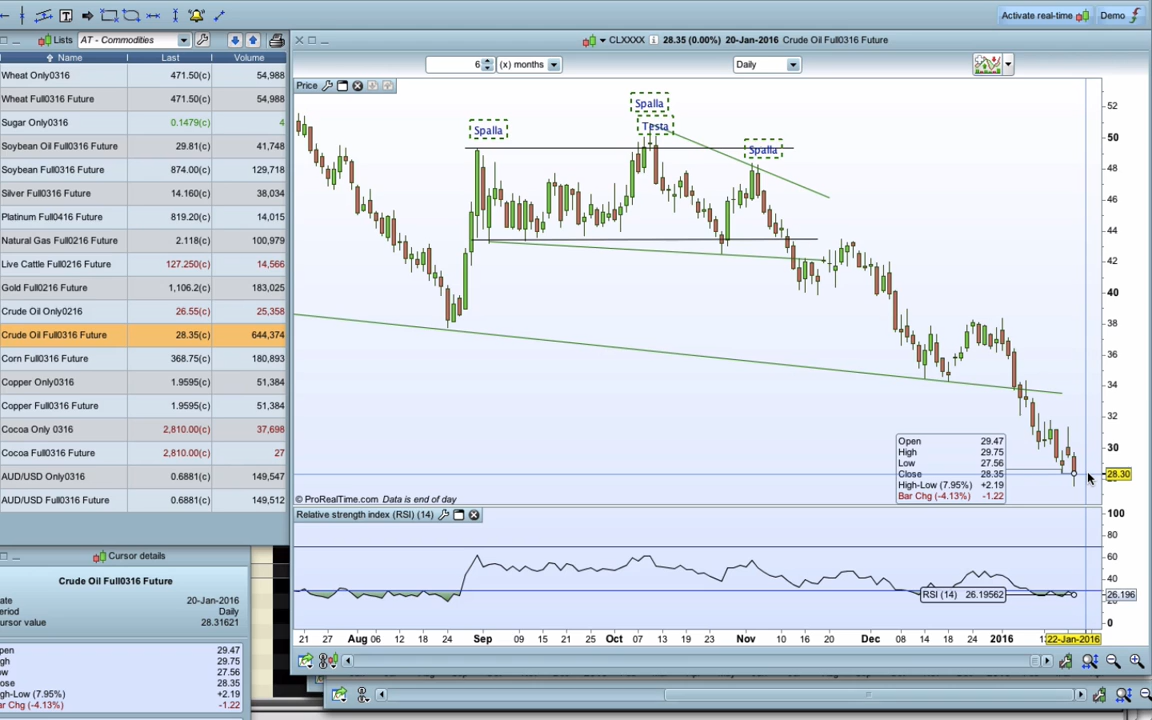 Activate real-time
Demo
Lists
AT - Commodities
CLXXXX 28.35 (0.00%) 20-Jan-2016 Crude Oil Full0316 Future
Name Last Volume
Wheat Only0316 471.50(c) 54,988
Wheat Full0316 Future 471.50(c) 54,988
Sugar Only0316 0.1479(c) 4
Soybean Oil Full0316 Future 29.81(c) 41,748
Soybean Full0316 Future 874.00(c) 129,718
Silver Full0316 Future 14.160(c) 38,034
Platinum Full0416 Future 819.20(c) 14,015
Natural Gas Full0216 Future 2.118(c) 100,979
Live Cattle Full0216 Future 127.250(c) 14,566
Gold Full0216 Future 1,106.2(c) 183,025
Crude Oil Only0216 26.55(c) 25,358
Crude Oil Full0316 Future 28.35(c) 644,374
Corn Full0316 Future 368.75(c) 180,893
Copper Only0316 1.9595(c) 51,384
Copper Full0316 Future 1.9595(c) 51,384
Cocoa Only 0316 2,810.00(c) 37,698
Cocoa Full0316 Future 2,810.00(c) 27
AUD/USD Only0316 0.6881(c) 149,547
AUD/USD Full0316 Future 0.6881(c) 149,512
6 (x) months
Daily
Price
Spalla
Spalla
Testa
Spalla
52
50
48
46
44
42
40
38
36
34
32
30
28.30
Open 29.47
High 29.75
Low 27.56
Close 28.35
High-Low (7.95%) +2.19
Bar Chg (-4.13%) -1.22
© ProRealTime.com Data is end of day
Relative strength index (RSI) (14)
100
80
60
40
26.196
0
RSI (14) 26.19562
21 27 Aug 06 12 18 24 Sep 09 15 21 25 Oct 07 13 19 23 Nov 10 16 20 Dec 08 14 18 24 2016 22-Jan-2016
Cursor details
Crude Oil Full0316 Future
ate 20-Jan-2016
eriod Daily
ursor value 28.31621
pen 29.47
igh 29.75
ow 27.56
ose 28.35
gh-Low (7.95%) +2.19
ar Chg (-4.13%) -1.22